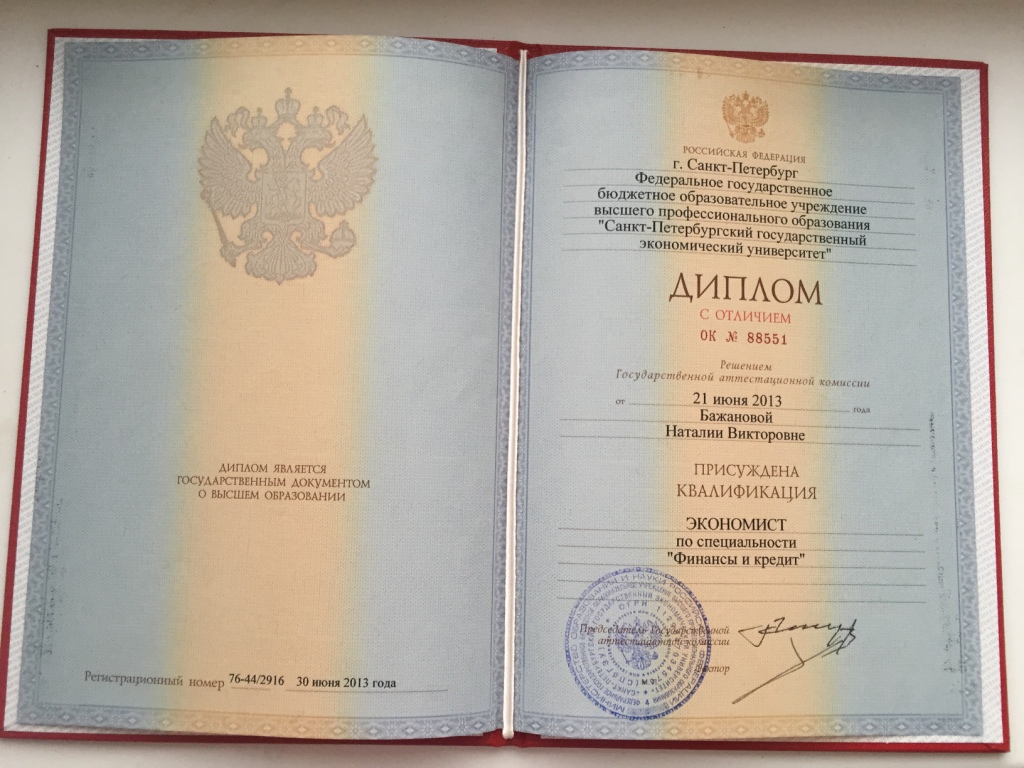 ДИПЛОМ ЯВЛЯЕТСЯ
ГОСУДАРСТВЕННЫМ ДОКУМЕНТОМ
О ВЫСШЕМ ОБРАЗОВАНИИ
Регистрационный номер 76-44/2916 30 июня 2013 года
РОССИЙСКАЯ ФЕДЕРАЦИЯ
г. Санкт-Петербург
Федеральное государственное
бюджетное образовательное учреждение
высшего профессионального образования
"Санкт-Петербургский государственный
экономический университет"
ДИПЛОМ
С ОТЛИЧИЕМ
ОК № 88551
Решением
Государственной аттестационной комиссии
от 21 июня 2013 года
Бажановой
Наталии Викторовне
ПРИСУЖДЕНА
КВАЛИФИКАЦИЯ
ЭКОНОМИСТ
по специальности
"Финансы и кредит"
Председатель Государственной
аттестационной комиссии